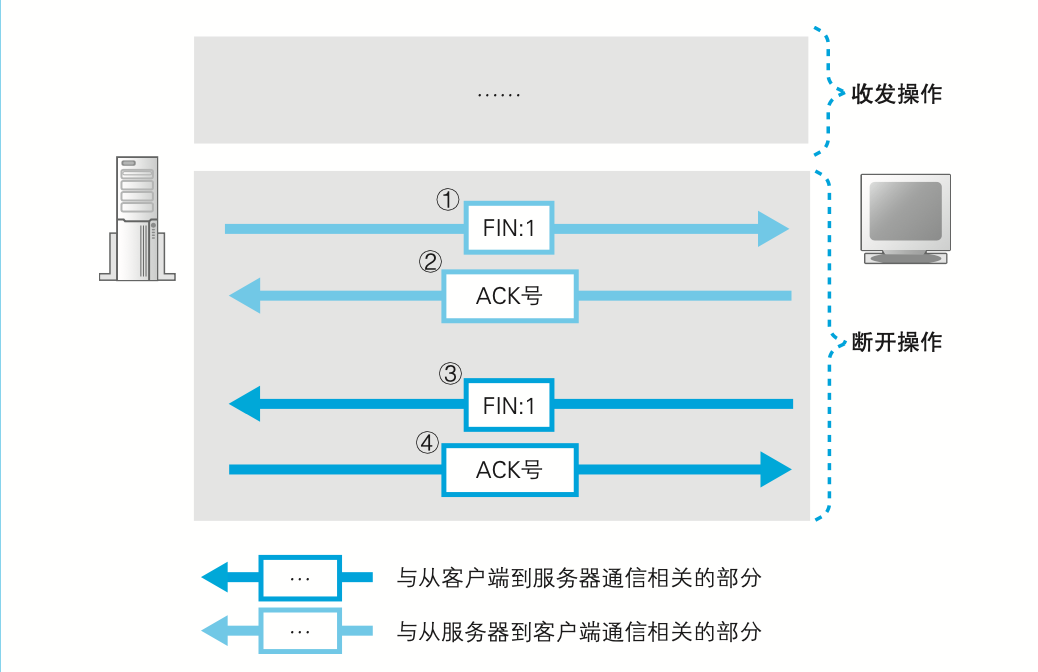 ……
收发操作
①
FIN:1
②
ACK号
断开操作
③
FIN:1
④
ACK号
… 与从客户端到服务器通信相关的部分
… 与从服务器到客户端通信相关的部分